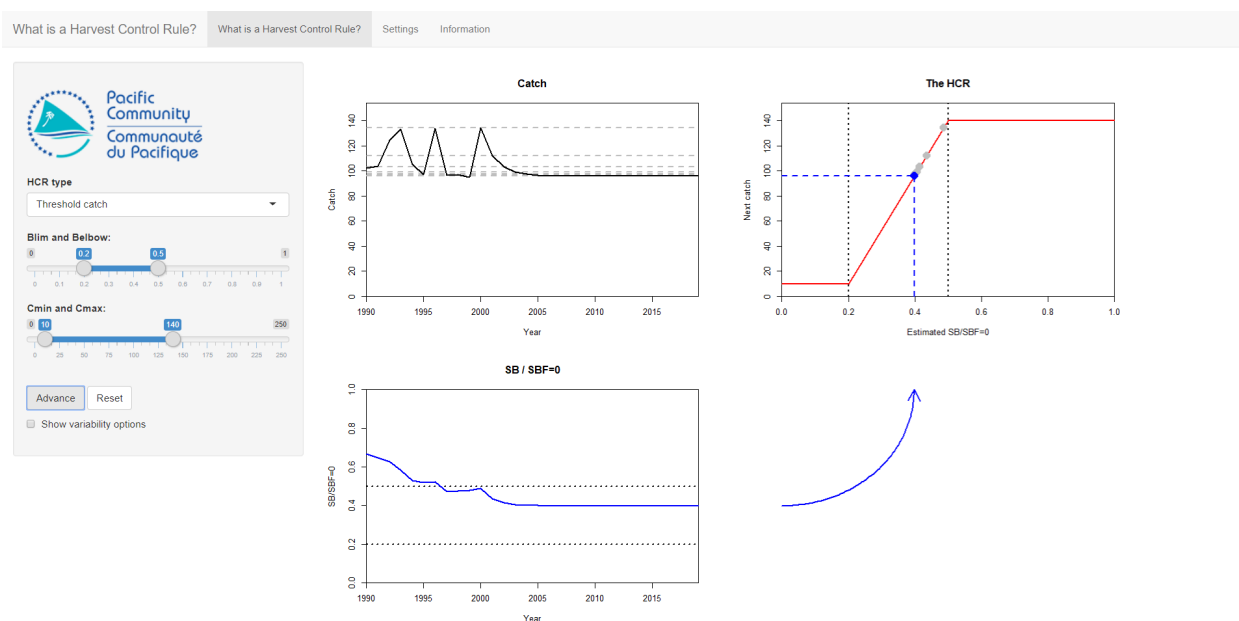 What is a Harvest Control Rule? What is a Harvest Control Rule? Settings Information
Pacific
Community
Communauté
du Pacifique
HCR type
Threshold catch
Blim and Belbow:
0 0.2 0.5 1
0 0.1 0.2 0.3 0.4 0.5 0.6 0.7 0.8 0.9 1
Cmin and Cmax:
0 10 140 250
0 25 50 75 100 125 150 175 200 225 250
Advance Reset
Show variability options
Catch
Catch
0 20 40 60 80 100 120 140
1990 1995 2000 2005 2010 2015
Year
The HCR
Next catch
0 20 40 60 80 100 120 140
0.0 0.2 0.4 0.6 0.8 1.0
Estimated SB/SBF=0
SB / SBF=0
SB/SBF=0
0.0 0.2 0.4 0.6 0.8 1.0
1990 1995 2000 2005 2010 2015
Year